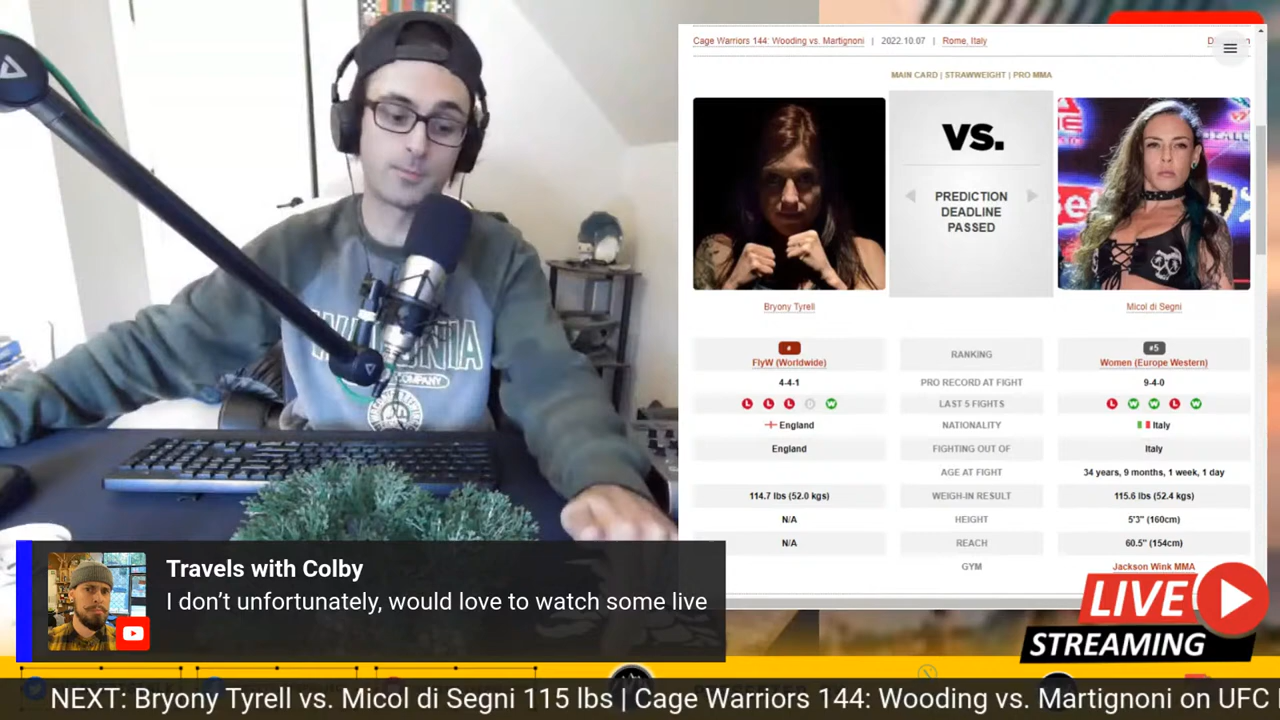 Cage Warriors 144: Wooding vs. Martignoni | 2022.10.07 | Rome, Italy
MAIN CARD | STRAWWEIGHT | PRO MMA
VS.
PREDICTION
DEADLINE
PASSED
Bryony Tyrell
Micol di Segni
# #5
FlyW (Worldwide) RANKING Women (Europe Western)
4-4-1 PRO RECORD AT FIGHT 9-4-0
L L L D W LAST 5 FIGHTS L W W L W
England NATIONALITY Italy
England FIGHTING OUT OF Italy
AGE AT FIGHT 34 years, 9 months, 1 week, 1 day
114.7 lbs (52.0 kgs) WEIGH-IN RESULT 115.6 lbs (52.4 kgs)
N/A HEIGHT 5'3" (160cm)
N/A REACH 60.5" (154cm)
GYM Jackson Wink MMA
COMPANY
Travels with Colby
I don't unfortunately, would love to watch some live
LIVE
STREAMING
NEXT: Bryony Tyrell vs. Micol di Segni 115 lbs | Cage Warriors 144: Wooding vs. Martignoni on UFC